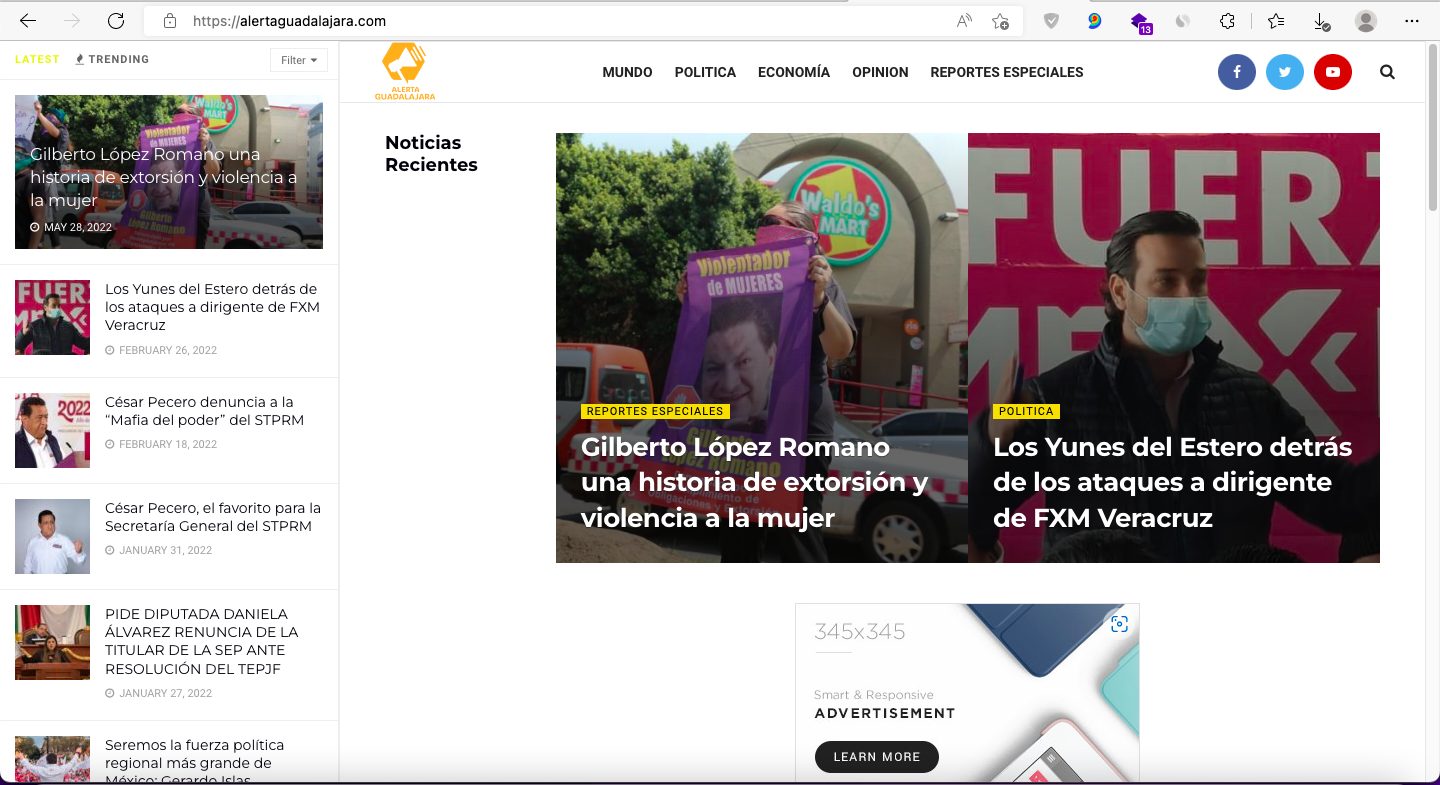 https://alertaguadalajara.com
13
LATEST
TRENDING
Filter
Gilberto López Romano una
historia de extorsión y violencia a
la mujer
MAY 28, 2022
Los Yunes del Estero detrás de
los ataques a dirigente de FXM
Veracruz
FEBRUARY 26, 2022
César Pecero denuncia a la
“Mafia del poder” del STPRM
FEBRUARY 18, 2022
César Pecero, el favorito para la
Secretaría General del STPRM
JANUARY 31, 2022
PIDE DIPUTADA DANIELA
ÁLVAREZ RENUNCIA DE LA
TITULAR DE LA SEP ANTE
RESOLUCIÓN DEL TEPJF
JANUARY 27, 2022
Seremos la fuerza política
regional más grande de
México: Gerardo Islas
ALERTA
GUADALAJARA
MUNDO
POLITICA
ECONOMÍA
OPINION
REPORTES ESPECIALES
Noticias
Recientes
Waldo's
MART
Violentador
de MUJERES
Gilberto
López Romano
REPORTES ESPECIALES
Gilberto López Romano
una historia de extorsión y
violencia a la mujer
FUER
POLITICA
Los Yunes del Estero detrás
de los ataques a dirigente
de FXM Veracruz
345x345
Smart & Responsive
ADVERTISEMENT
LEARN MORE